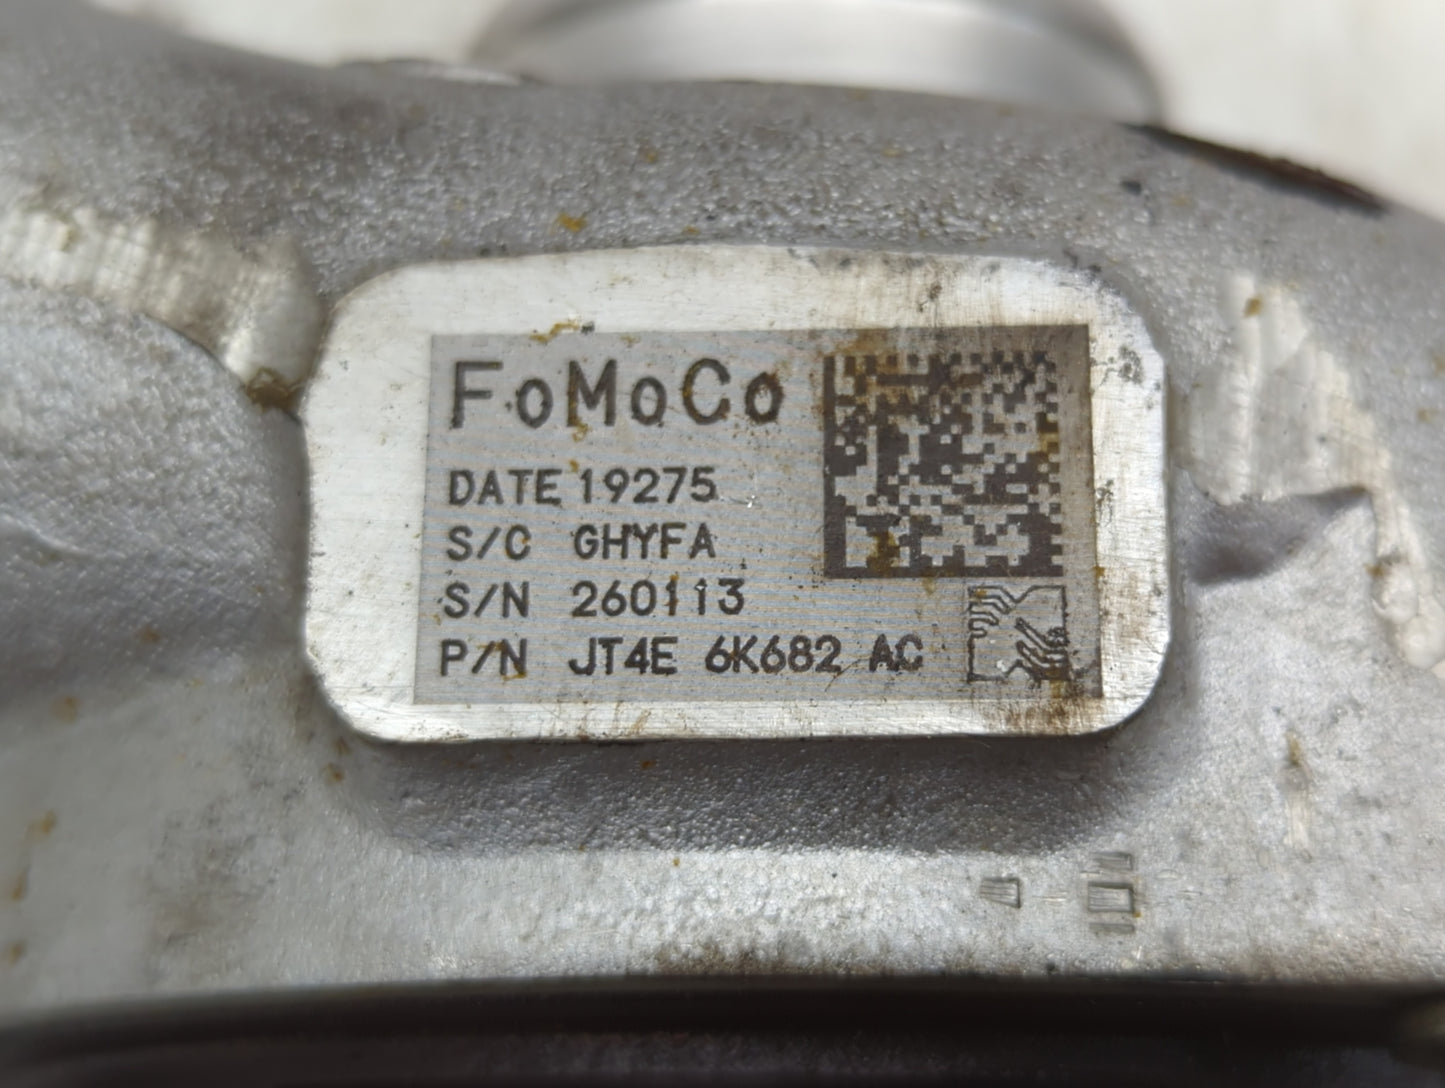 FoMoCo
DATE 19275
S/C GHYFA
S/N 260113
P/N JT4E 6K682 AC